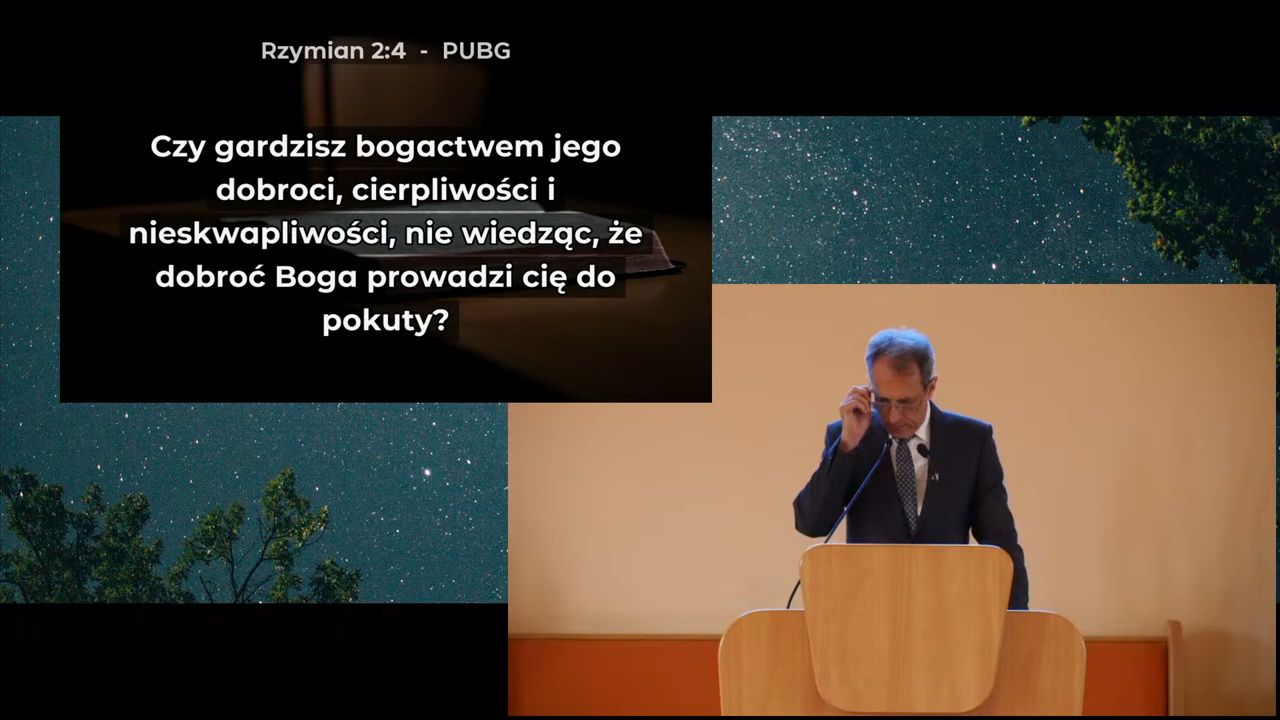 Rzymian 2:4 - PUBG
Czy gardzisz bogactwem jego
dobroci, cierpliwości i
nieskwapliwości, nie wiedząc, że
dobroć Boga prowadzi cię do
pokuty?